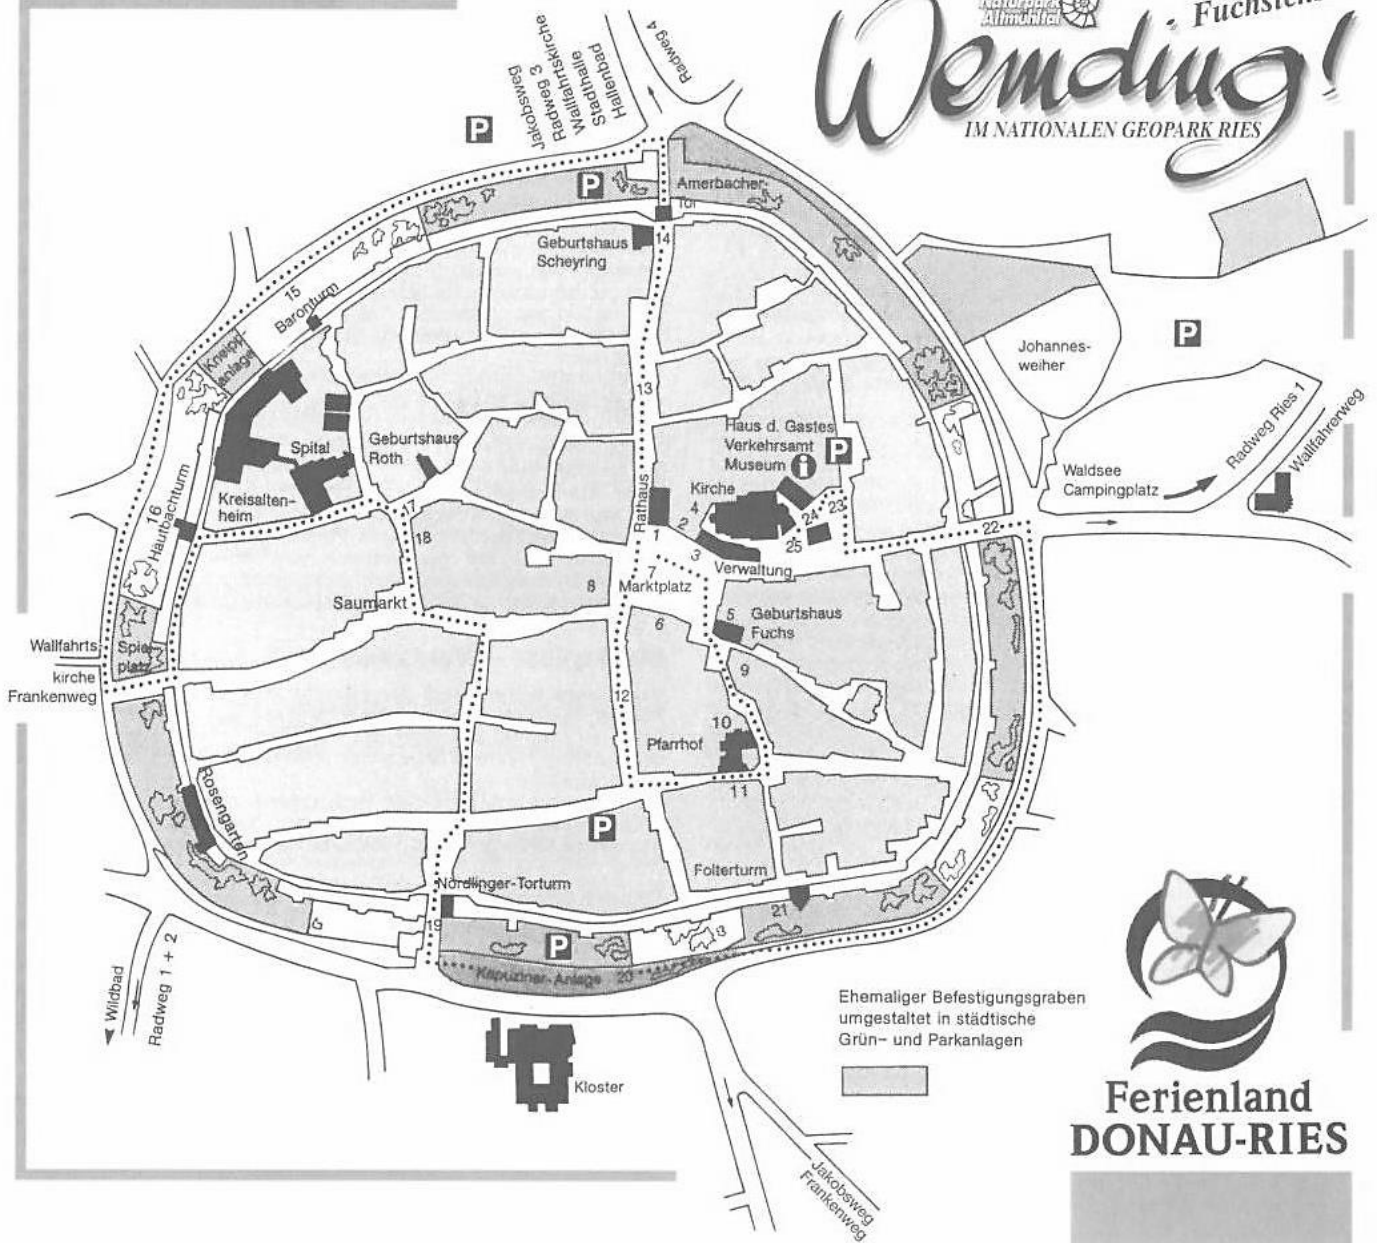 Naturpark
Altmühltal
Wemding!
IM NATIONALEN GEOPARK RIES
Jakobsweg
Radweg 3
Wallfahrtskirche
Stadthalle
Hallenbad
Radweg 4
P
P
Amerbacher-
Tor
14
Geburtshaus
Scheyring
15
Baronturm
Kneipp-
anlage
Johannes-
weiher
P
13
Haus d. Gastes
Verkehrsamt
Museum
i
P
Geburtshaus
Roth
Spital
Kreisalten-
heim
16
Hautbachturm
17
18
Rathaus
Kirche
4
1
2
3
23
24
25
Verwaltung
22
Waldsee
Campingplatz
Radweg Ries 1
Wallfahrerweg
7
Marktplatz
8
Saumarkt
6
5
Geburtshaus
Fuchs
9
Wallfahrts-
kirche
Frankenweg
Spiel-
platz
12
10
Pfarrhof
11
Rosengarten
P
Folterturm
Nördlinger-Torturm
19
21
P
Kapuziner-Anlage
20
Wildbad
Radweg 1 + 2
Kloster
Jakobsweg
Frankenweg
Ehemaliger Befestigungsgraben
umgestaltet in städtische
Grün- und Parkanlagen
Ferienland
DONAU-RIES